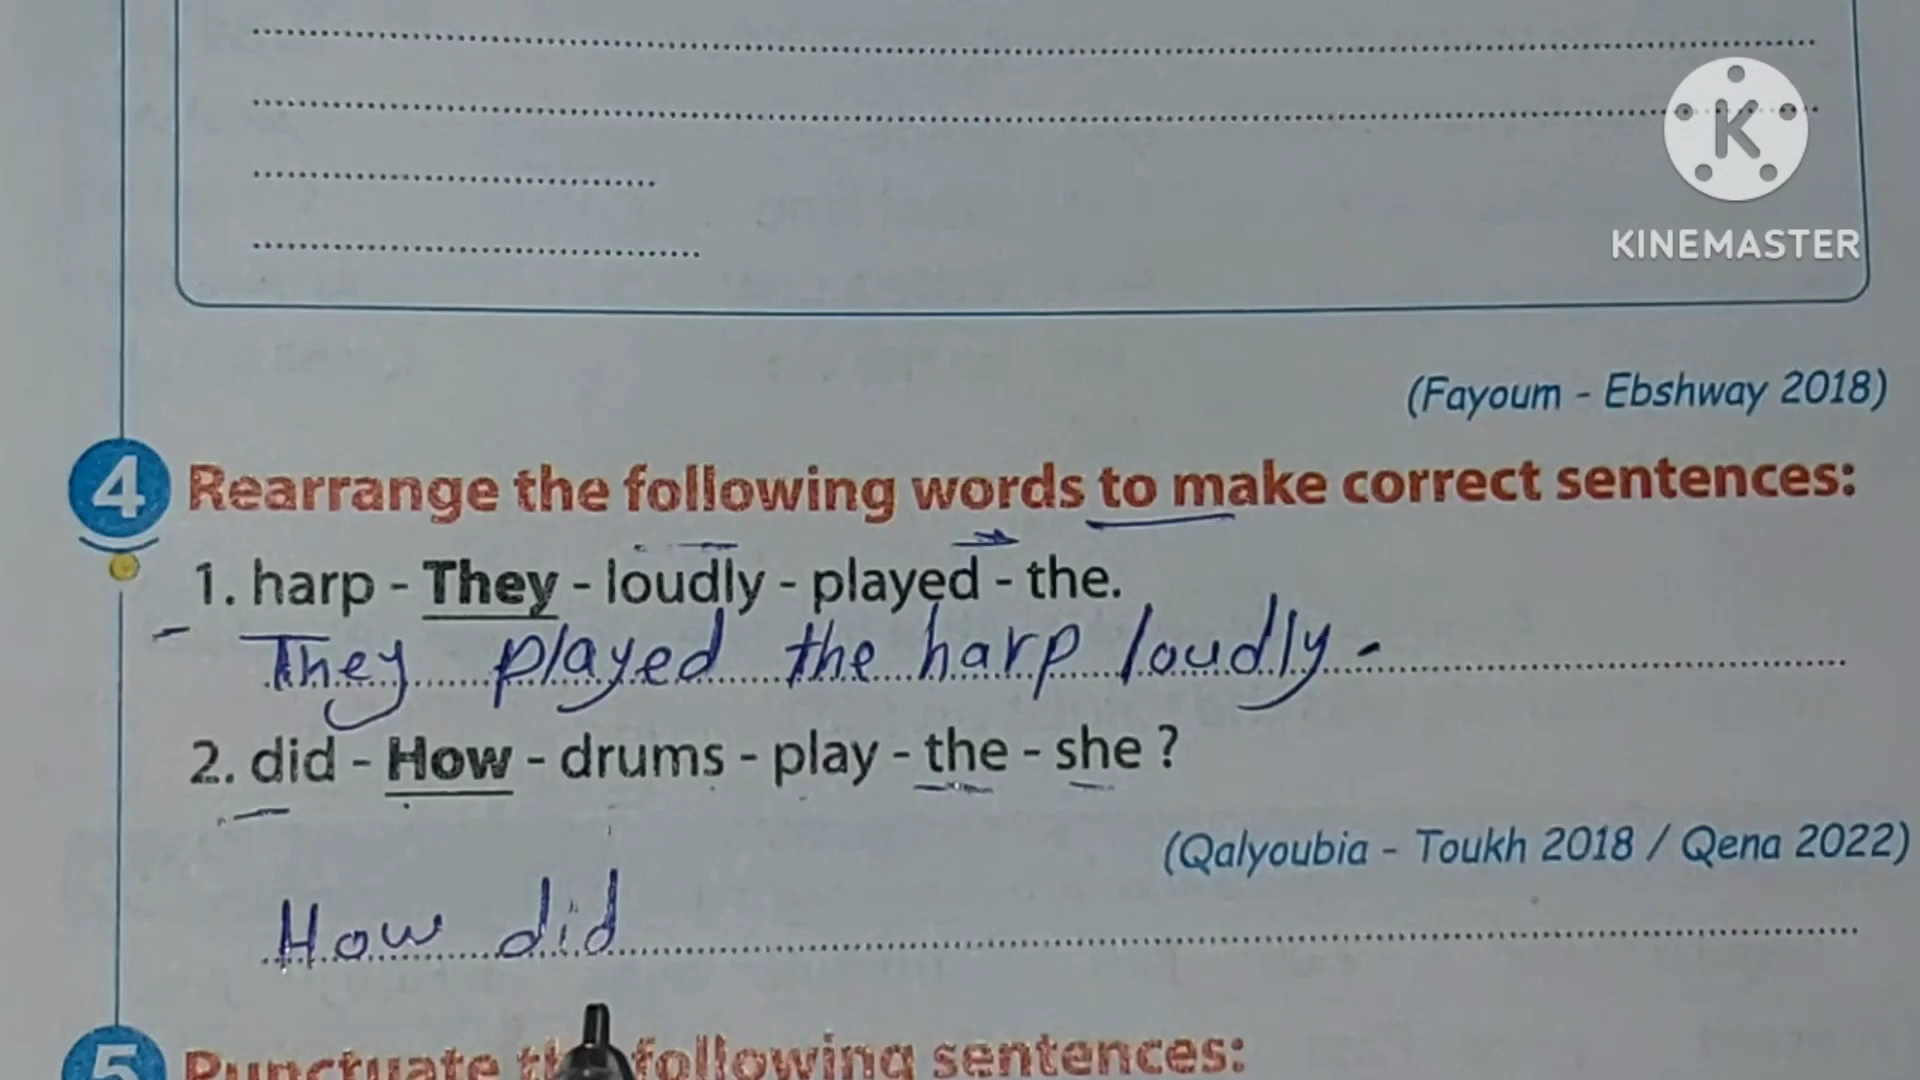 K
KINEMASTER
(Fayoum - Ebshway 2018)
4 Rearrange the following words to make correct sentences:
1. harp - They - loudly - played - the.
They played the harp loudly -
2. did - How - drums - play - the - she ?
(Qalyoubia - Toukh 2018 / Qena 2022)
How did
5 Punctuate following sentences: